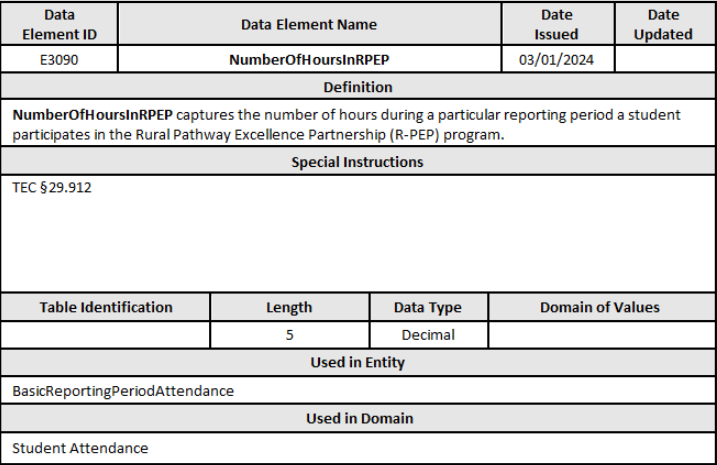 Data Element ID Data Element Name Date Issued Date Updated
E3090 NumberOfHoursInRPEP 03/01/2024
Definition
NumberOfHoursInRPEP captures the number of hours during a particular reporting period a student
participates in the Rural Pathway Excellence Partnership (R-PEP) program.
Special Instructions
TEC §29.912
Table Identification Length Data Type Domain of Values
5 Decimal
Used in Entity
BasicReportingPeriodAttendance
Used in Domain
Student Attendance